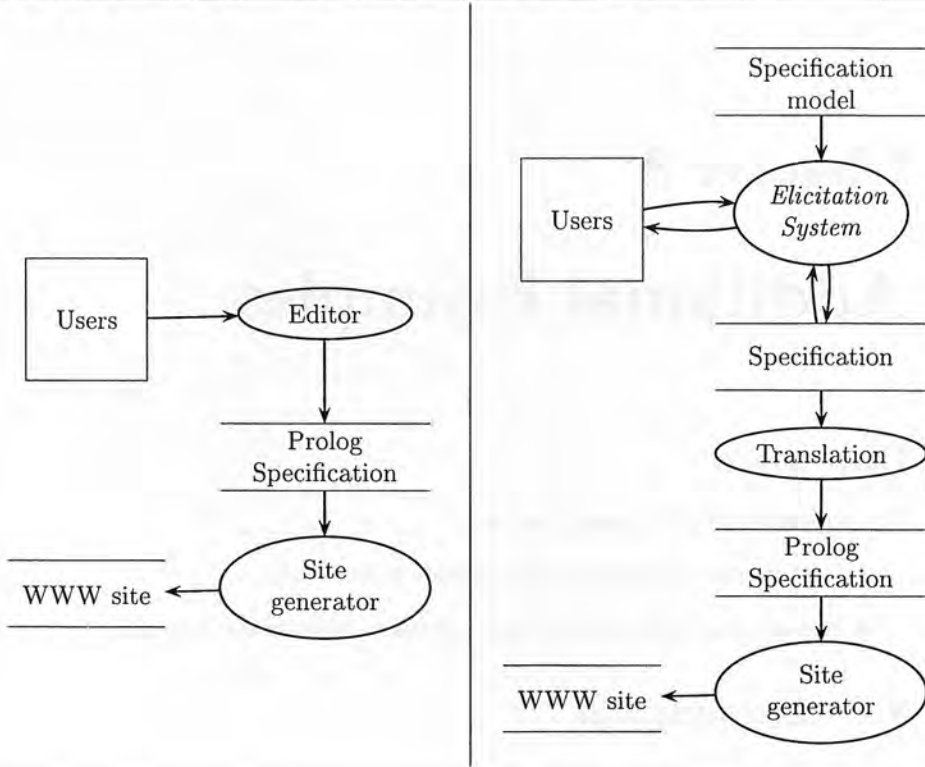 Users
Editor
Prolog
Specification
Site
generator
WWW site
Specification
model
Users
Elicitation
System
Specification
Translation
Prolog
Specification
Site
generator
WWW site